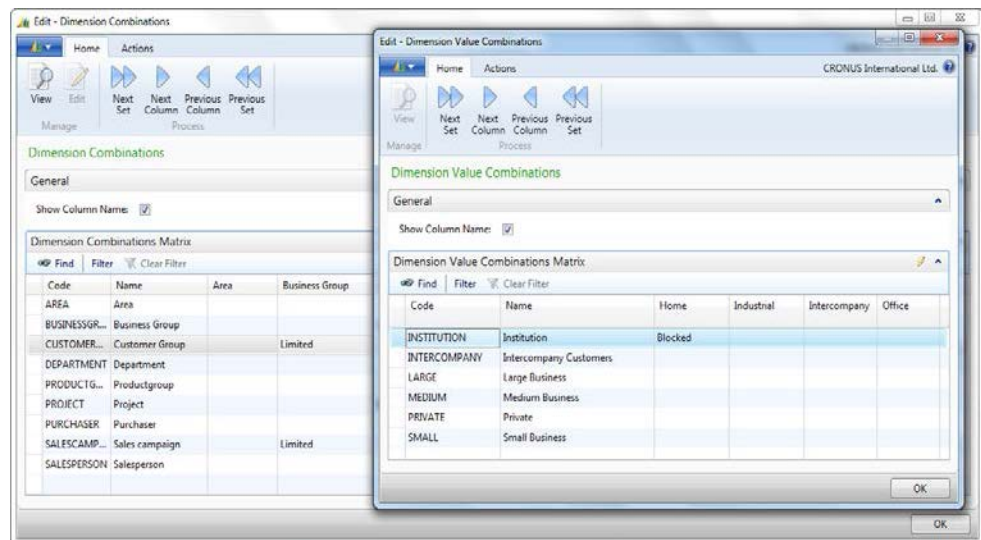 Edit - Dimension Combinations
Home Actions
View Edit Next Set Next Column Previous Column Previous Set
Manage Process
Dimension Combinations
General
Show Column Name:
Dimension Combinations Matrix
Find Filter Clear Filter
Code Name Area Business Group
AREA Area
BUSINESSGR... Business Group
CUSTOMER... Customer Group Limited
DEPARTMENT Department
PRODUCTG... Productgroup
PROJECT Project
PURCHASER Purchaser
SALESCAMP... Sales campaign Limited
SALESPERSON Salesperson
OK
Edit - Dimension Value Combinations
Home Actions CRONUS International Ltd.
View Next Set Next Column Previous Column Previous Set
Manage Process
Dimension Value Combinations
General
Show Column Name:
Dimension Value Combinations Matrix
Find Filter Clear Filter
Code Name Home Industrial Intercompany Office
INSTITUTION Institution Blocked
INTERCOMPANY Intercompany Customers
LARGE Large Business
MEDIUM Medium Business
PRIVATE Private
SMALL Small Business
OK